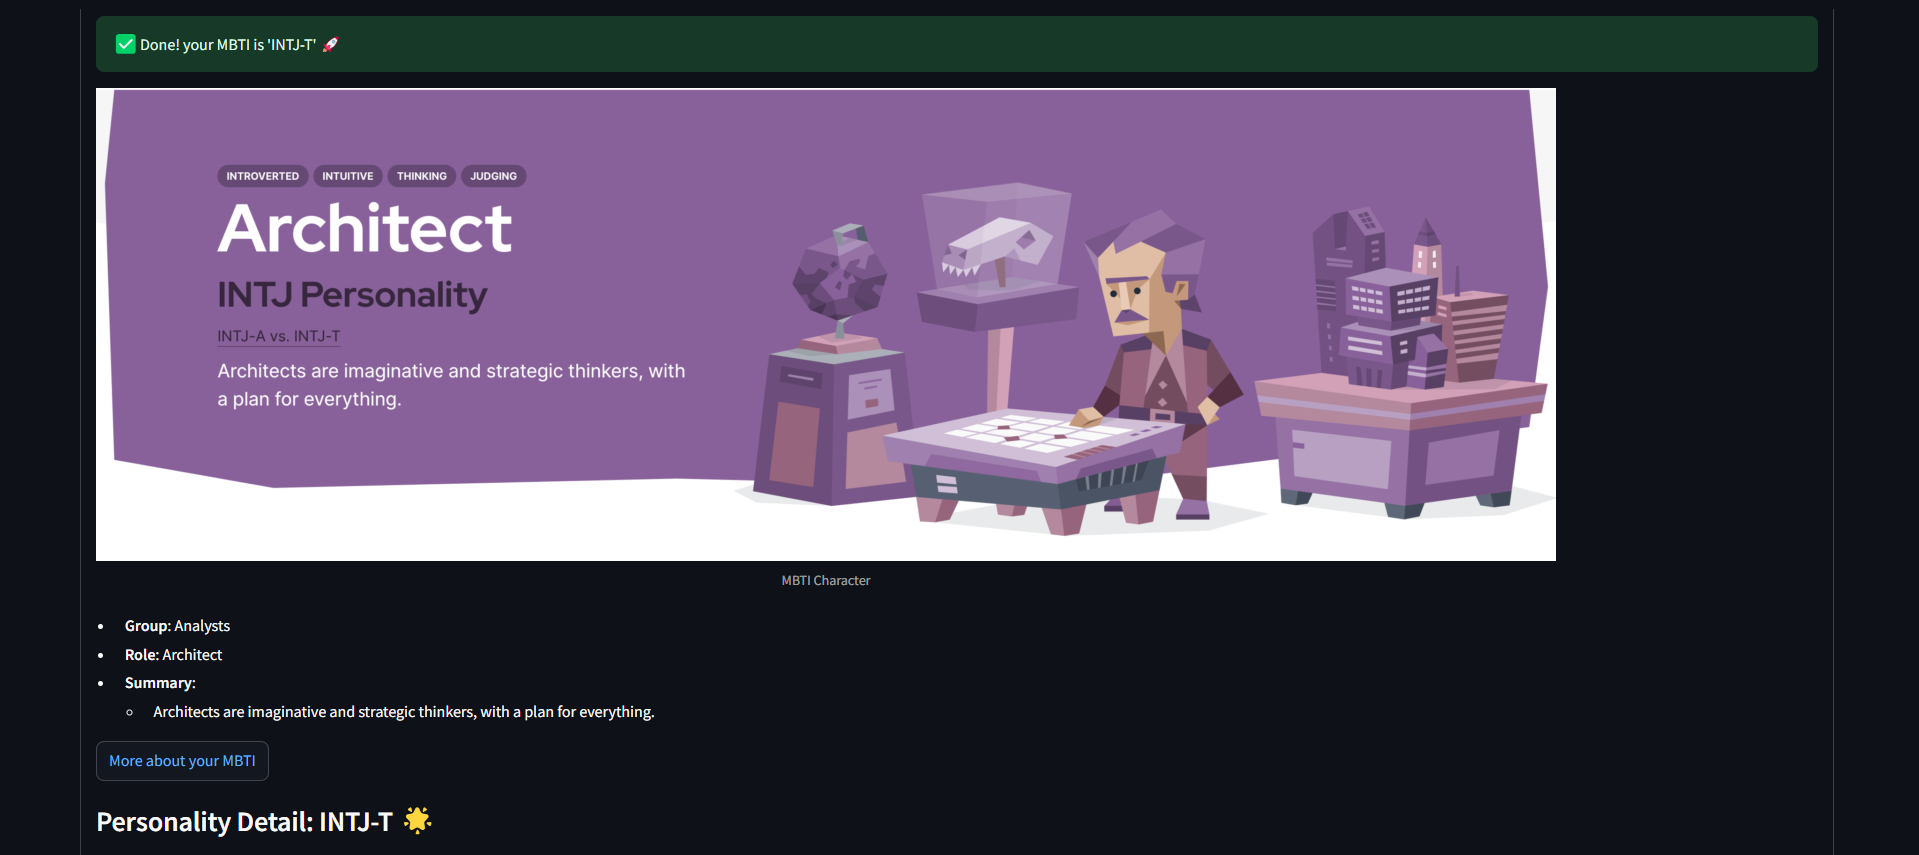 ✅ Done! your MBTI is 'INTJ-T' 🚀
INTROVERTED INTUITIVE THINKING JUDGING
Architect
INTJ Personality
INTJ-A vs. INTJ-T
Architects are imaginative and strategic thinkers, with
a plan for everything.
MBTI Character
• Group: Analysts
• Role: Architect
• Summary:
◦ Architects are imaginative and strategic thinkers, with a plan for everything.
More about your MBTI
Personality Detail: INTJ-T 🌟